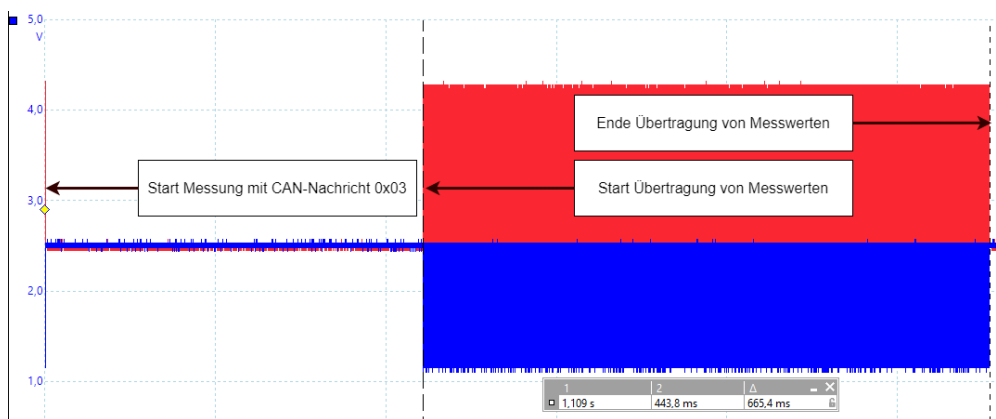 5,0
V
4,0
Ende Übertragung von Messwerten
Start Messung mit CAN-Nachricht 0x03
Start Übertragung von Messwerten
3,0
2,0
1,0
1 2 Δ
1,109 s 443,8 ms 665,4 ms